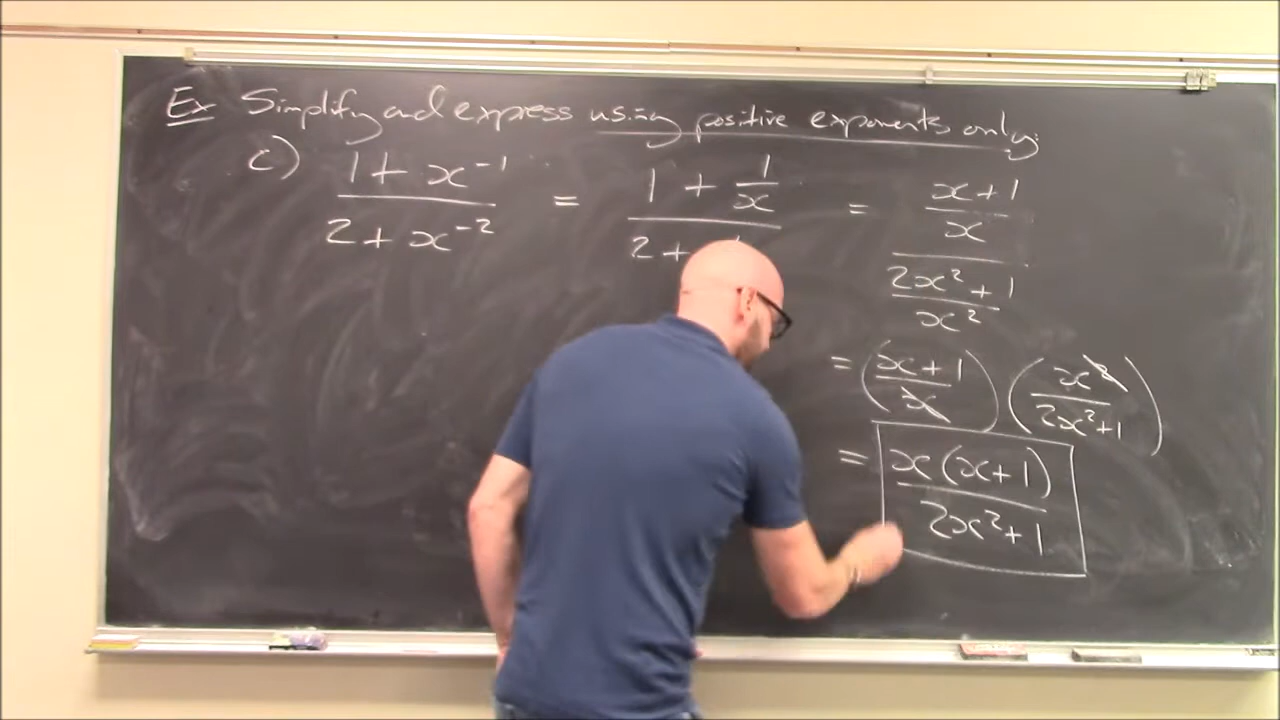 Ex Simplify and express using positive exponents only:
c) (1 + x⁻¹)/(2 + x⁻²) = (1 + 1/x)/(2 + = ((x + 1)/x)/((2x² + 1)/x²)
= ((x + 1)/x) (x²/(2x² + 1))
= x(x + 1)/(2x² + 1)